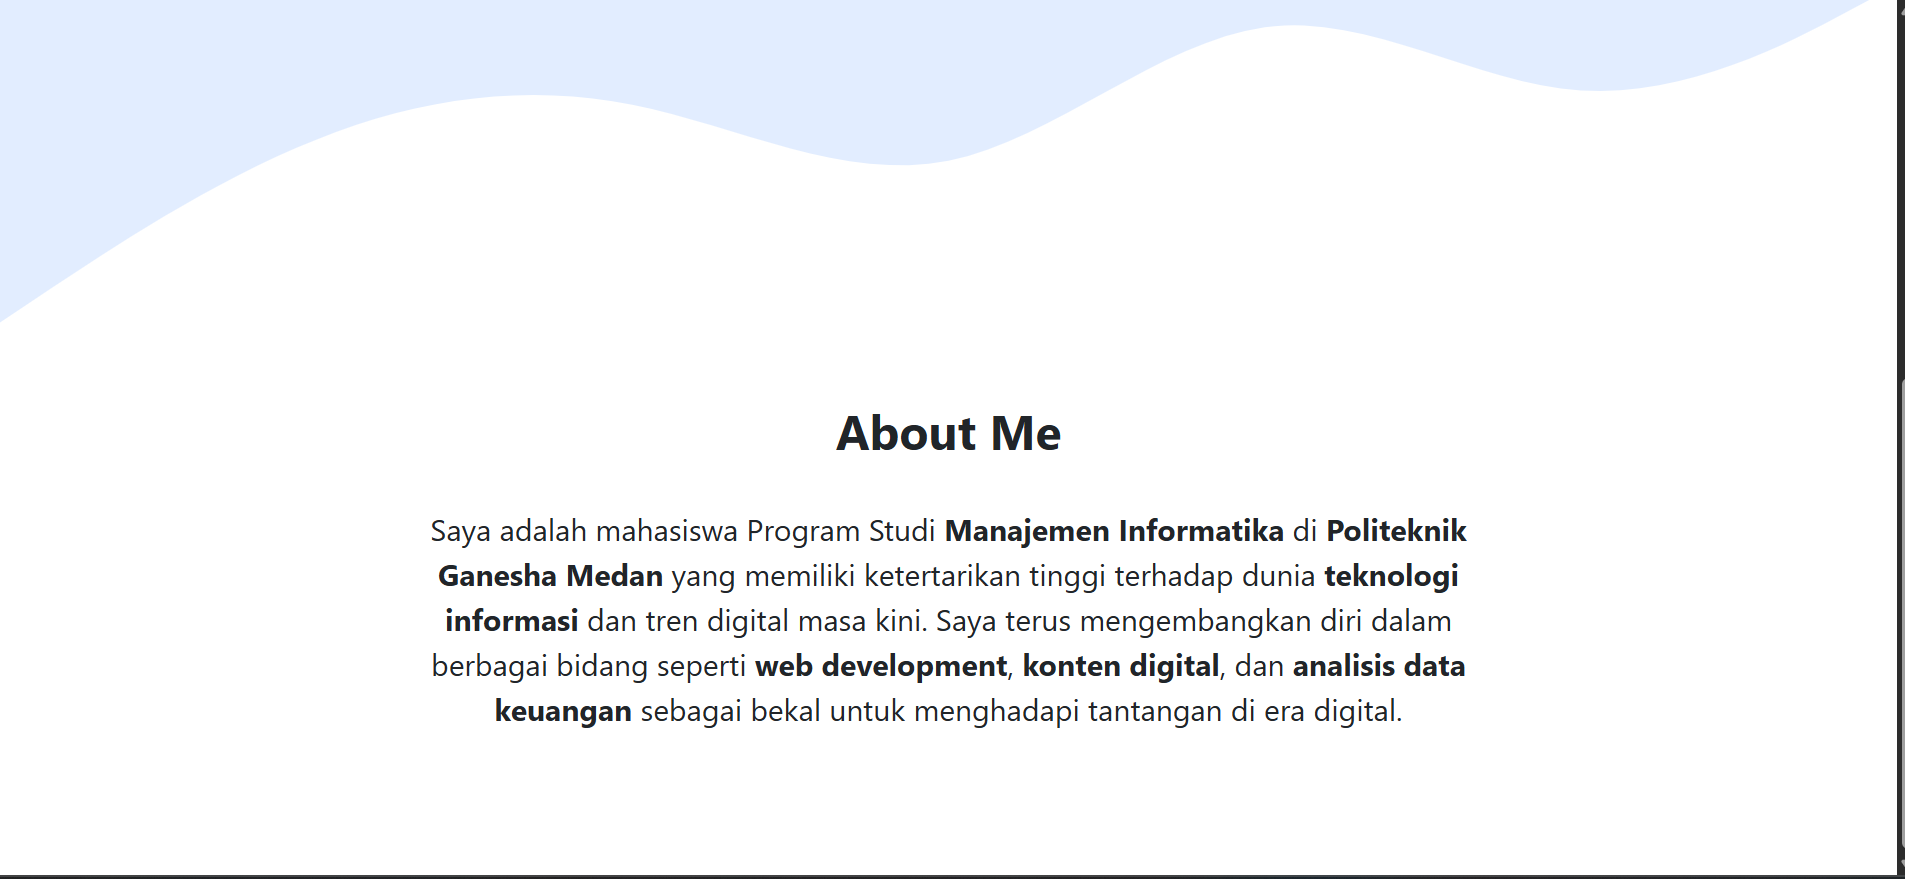 About Me
Saya adalah mahasiswa Program Studi Manajemen Informatika di Politeknik
Ganesha Medan yang memiliki ketertarikan tinggi terhadap dunia teknologi
informasi dan tren digital masa kini. Saya terus mengembangkan diri dalam
berbagai bidang seperti web development, konten digital, dan analisis data
keuangan sebagai bekal untuk menghadapi tantangan di era digital.